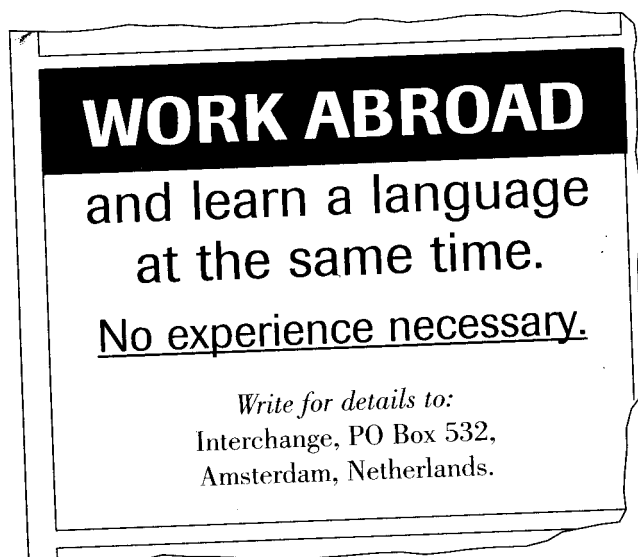 WORK ABROAD
and learn a language
at the same time.
No experience necessary.
Write for details to:
Interchange, PO Box 532,
Amsterdam, Netherlands.